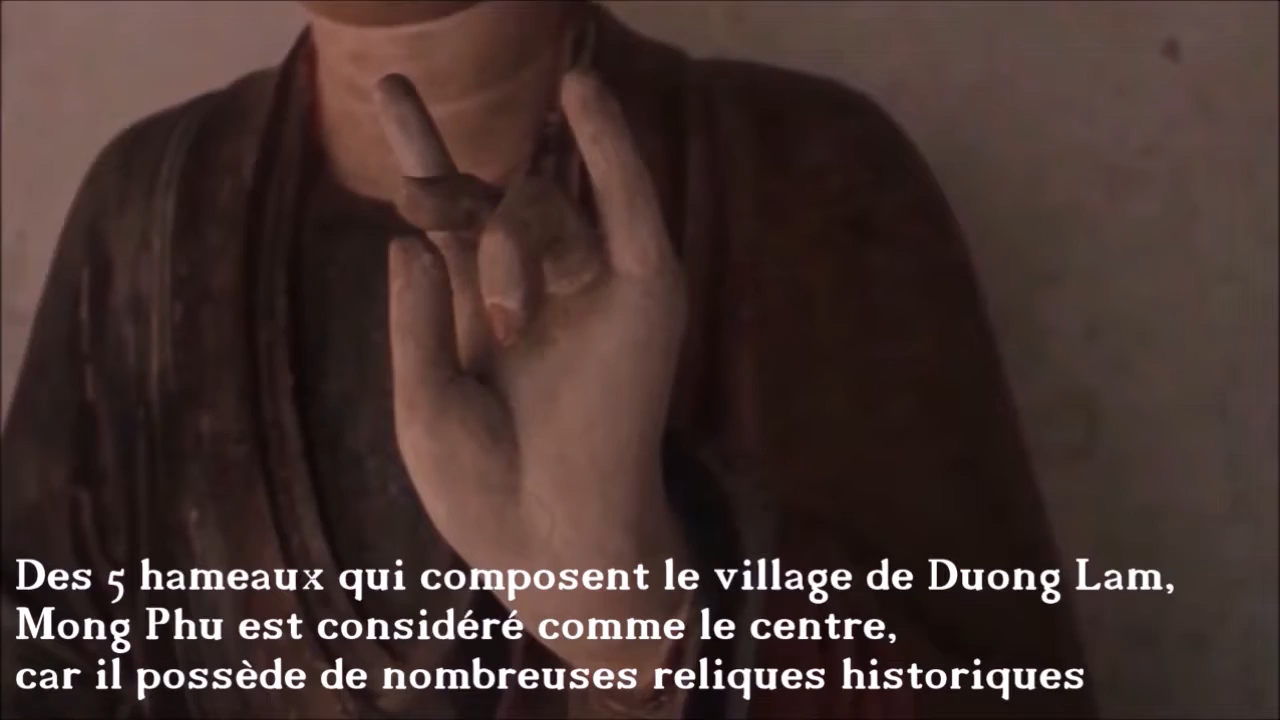 Des 5 hameaux qui composent le village de Duong Lam,
Mong Phu est considéré comme le centre,
car il possède de nombreuses reliques historiques